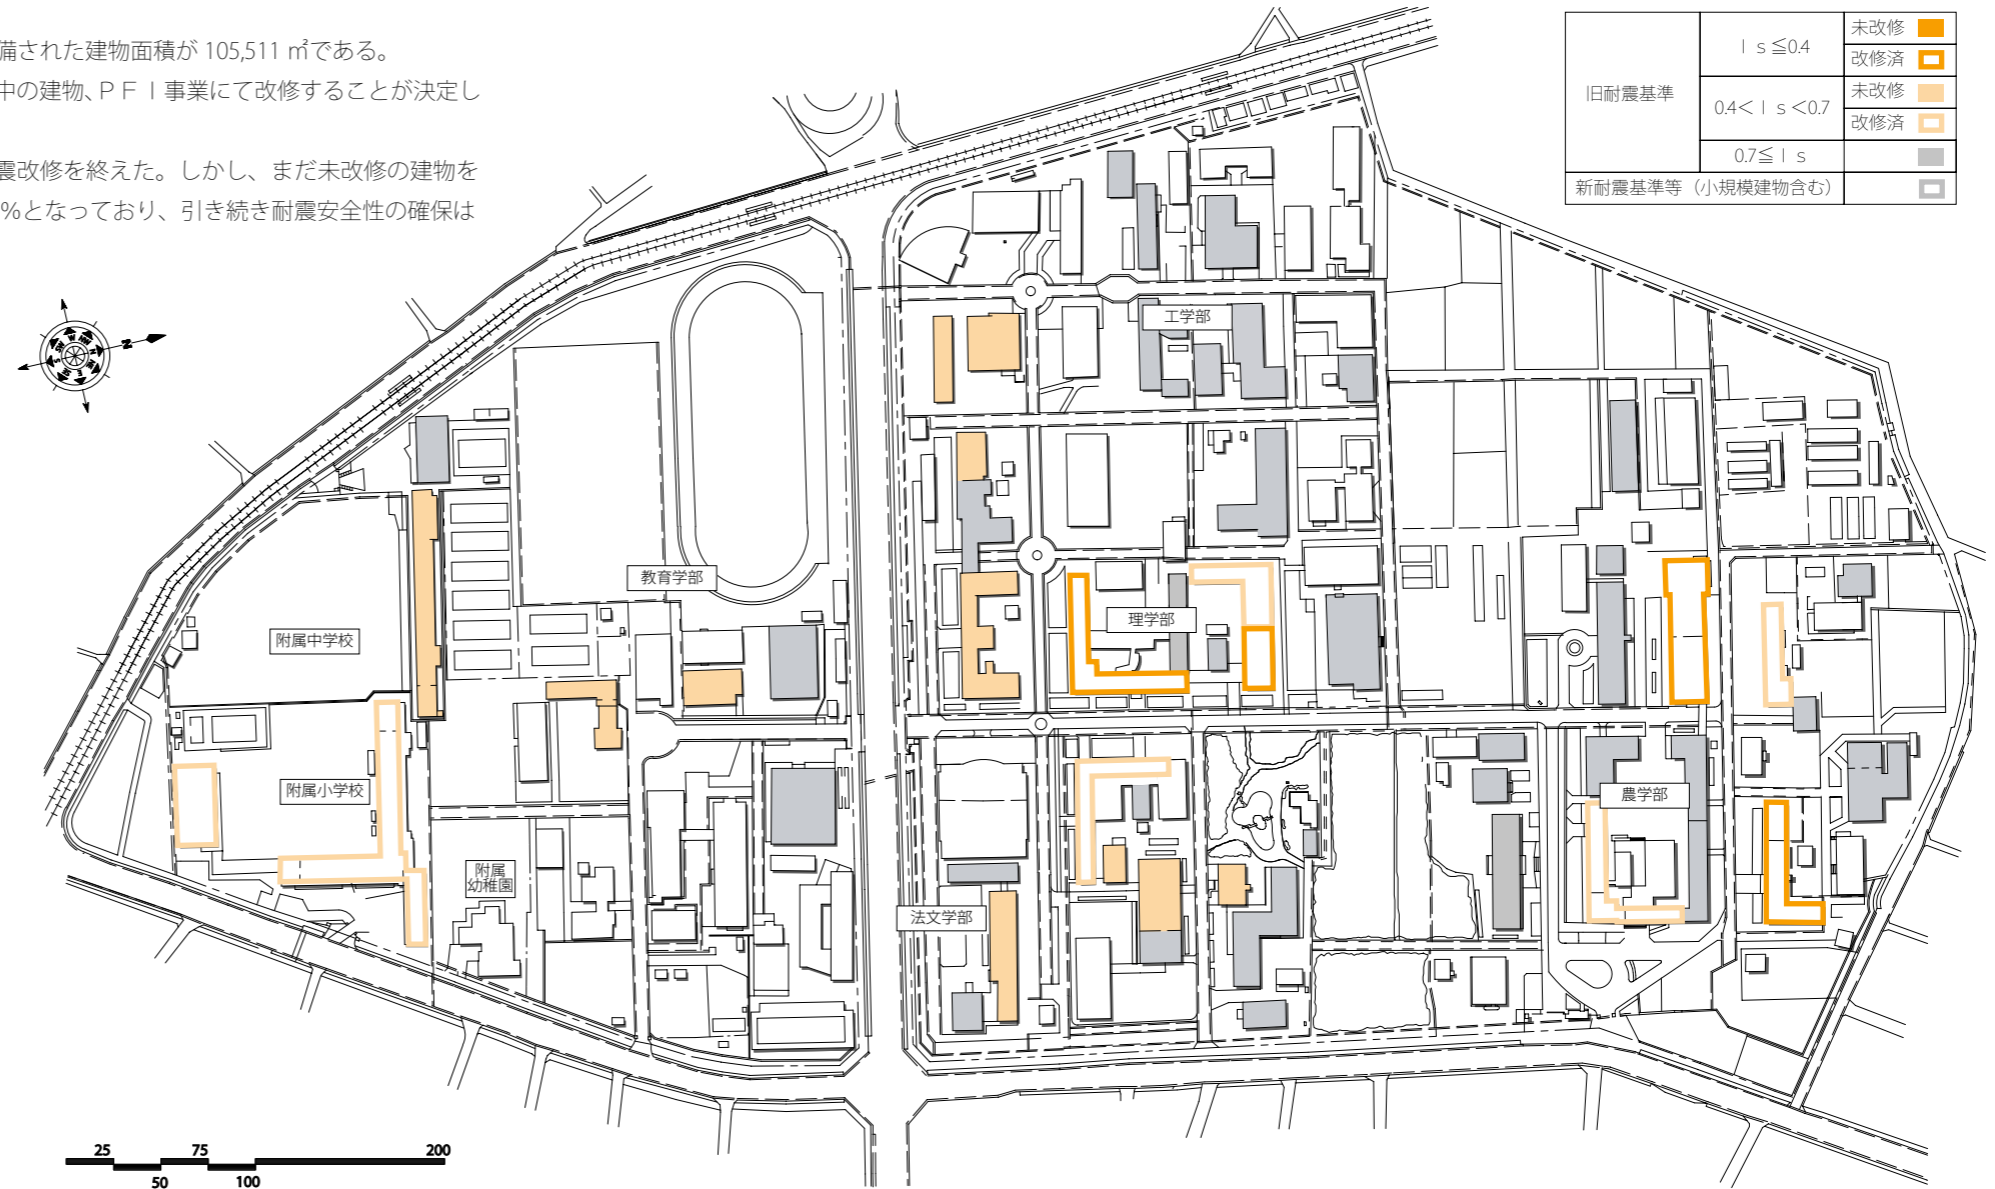 備された建物面積が 105,511 ㎡である。
中の建物、ＰＦＩ事業にて改修することが決定し
震改修を終えた。しかし、まだ未改修の建物を
％となっており、引き続き耐震安全性の確保は
旧耐震基準
Ｉｓ≦0.4
未改修
改修済
0.4＜Ｉｓ＜0.7
未改修
改修済
0.7≦Ｉｓ
新耐震基準等（小規模建物含む）
N
工学部
教育学部
理学部
附属中学校
附属小学校
農学部
附属
幼稚園
法文学部
25 75 200
50 100